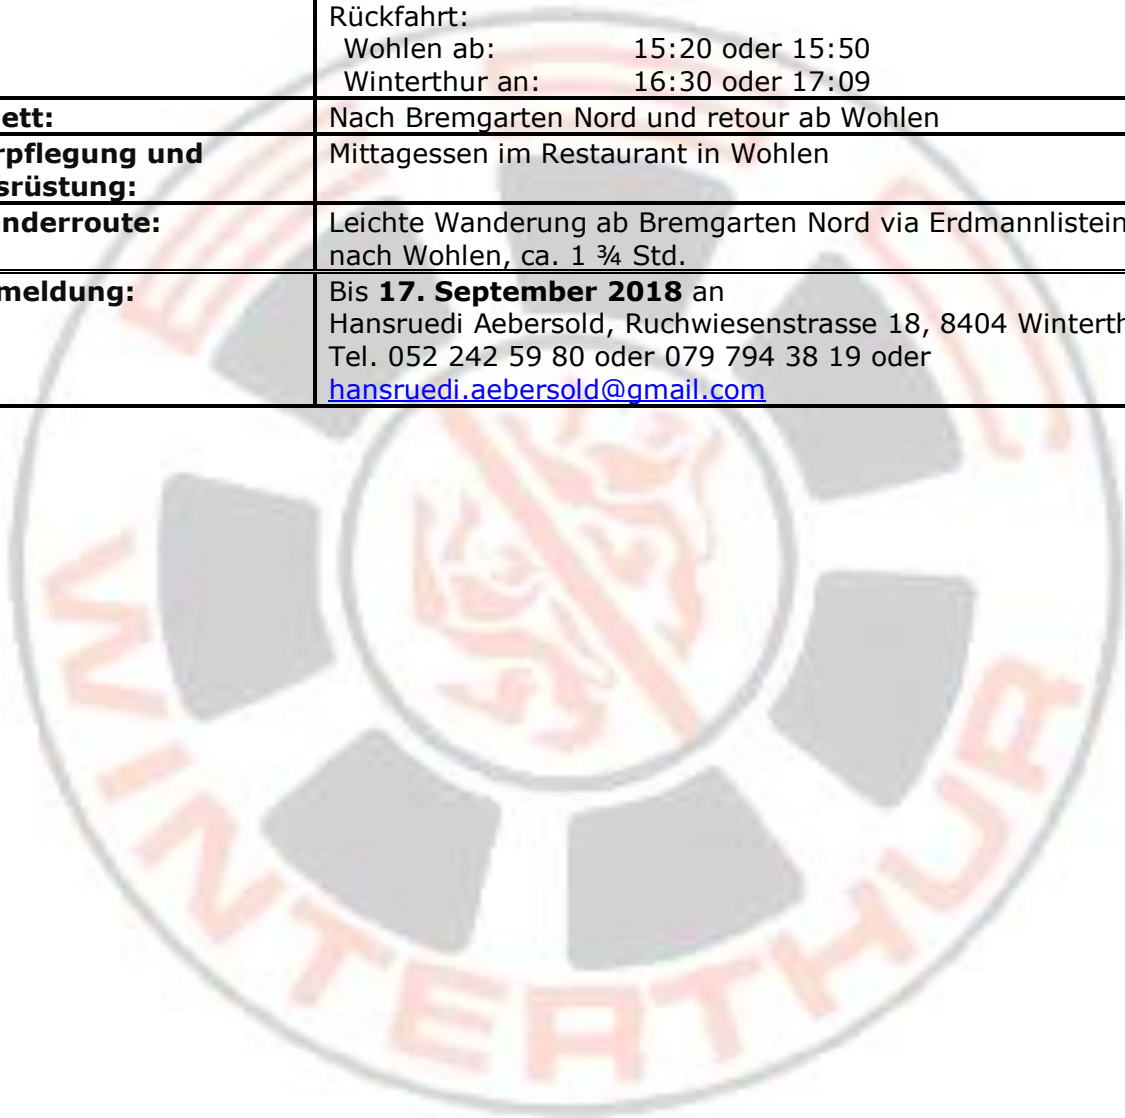 Rückfahrt:
Wohlen ab: 15:20 oder 15:50
Winterthur an: 16:30 oder 17:09
ett: Nach Bremgarten Nord und retour ab Wohlen
rpflegung und Mittagessen im Restaurant in Wohlen
srüstung:
nderroute: Leichte Wanderung ab Bremgarten Nord via Erdmannlistein
nach Wohlen, ca. 1 ¾ Std.
meldung: Bis 17. September 2018 an
Hansruedi Aebersold, Ruchwiesenstrasse 18, 8404 Winterth
Tel. 052 242 59 80 oder 079 794 38 19 oder
hansruedi.aebersold@gmail.com
WINTERTHUR